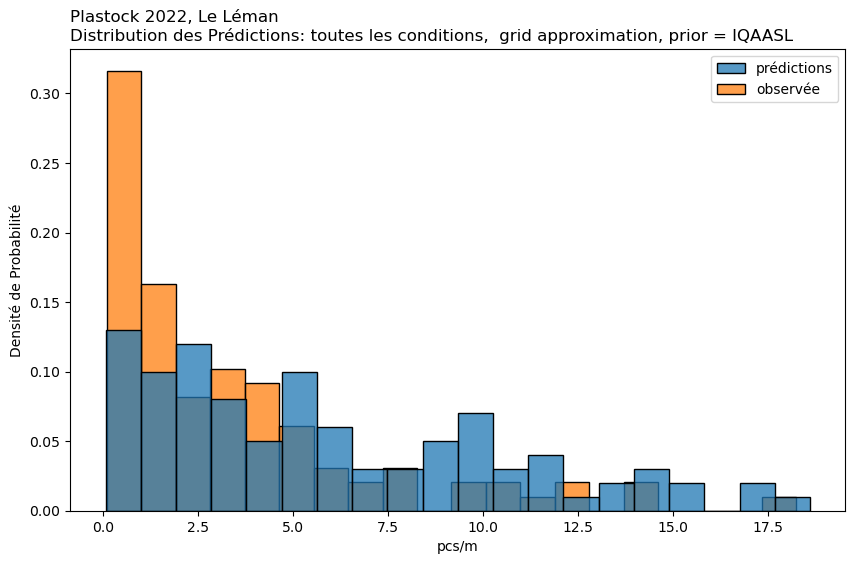 Plastock 2022, Le Léman
Distribution des Prédictions: toutes les conditions,  grid approximation, prior = IQAASL
prédictions
observée
Densité de Probabilité
0.30
0.25
0.20
0.15
0.10
0.05
0.00
0.0 2.5 5.0 7.5 10.0 12.5 15.0 17.5
pcs/m